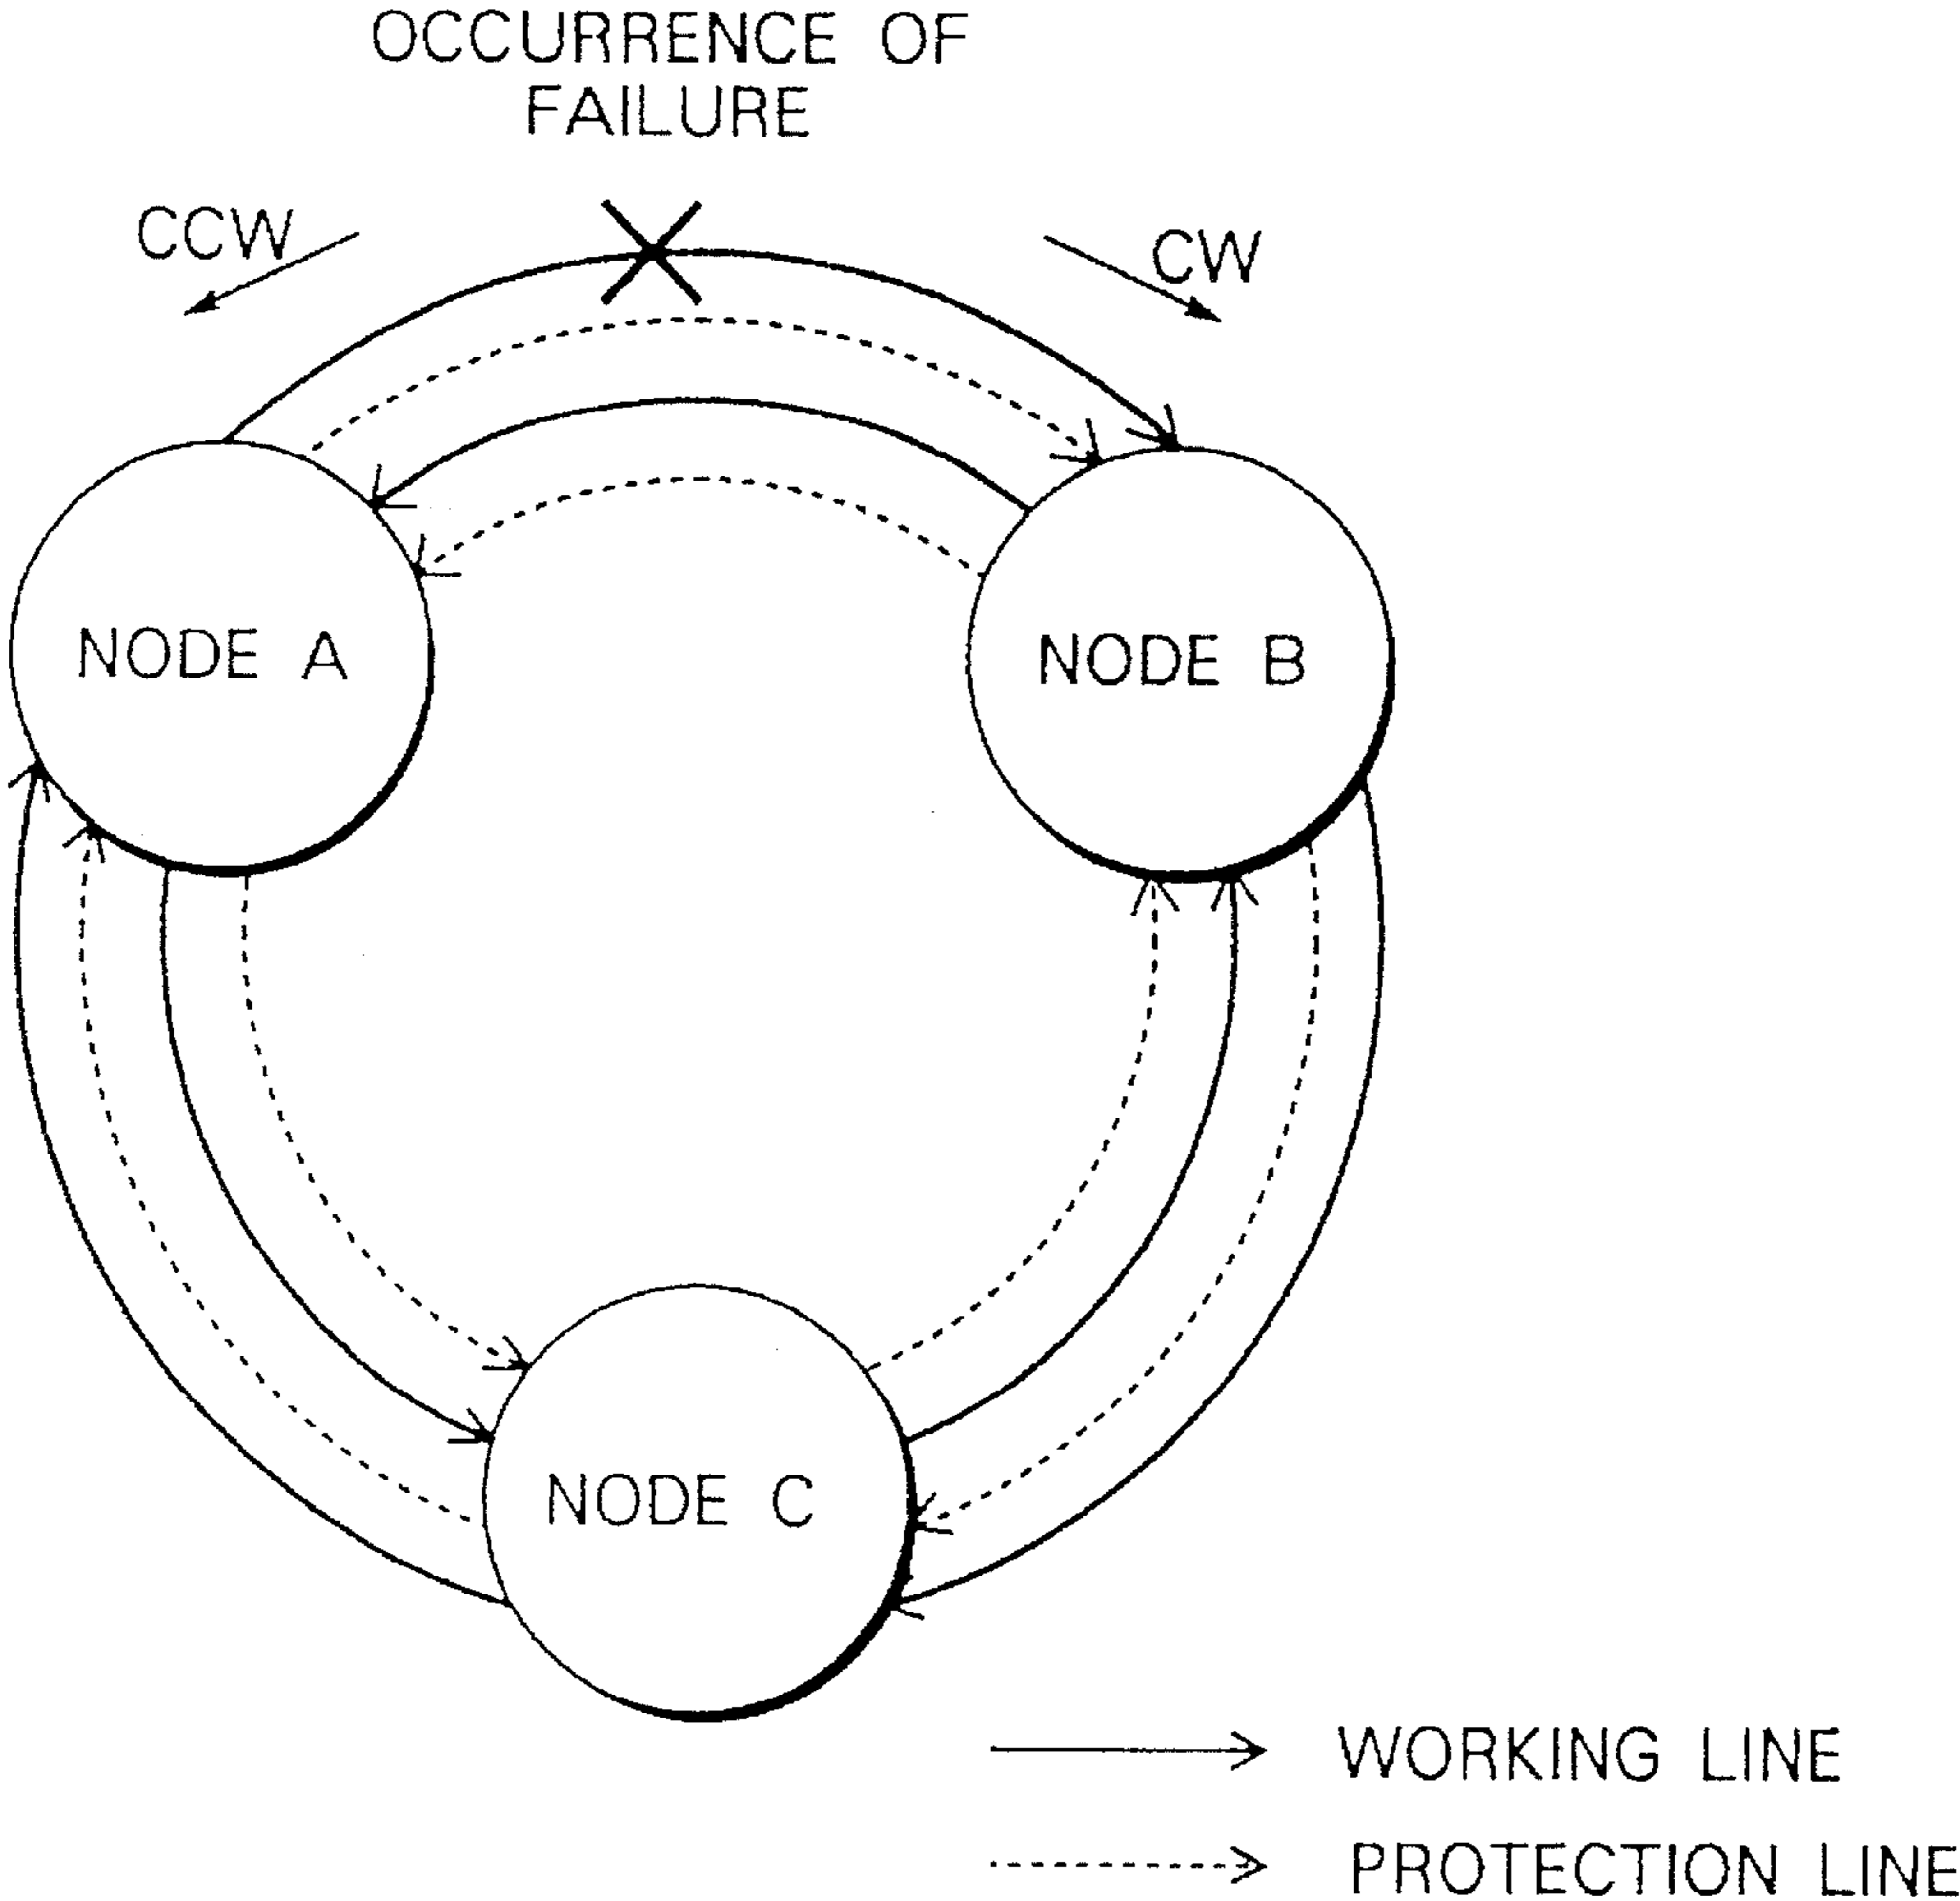 OCCURRENCE OF
FAILURE
CCW
CW
NODE A
NODE B
NODE C
WORKING LINE
PROTECTION LINE